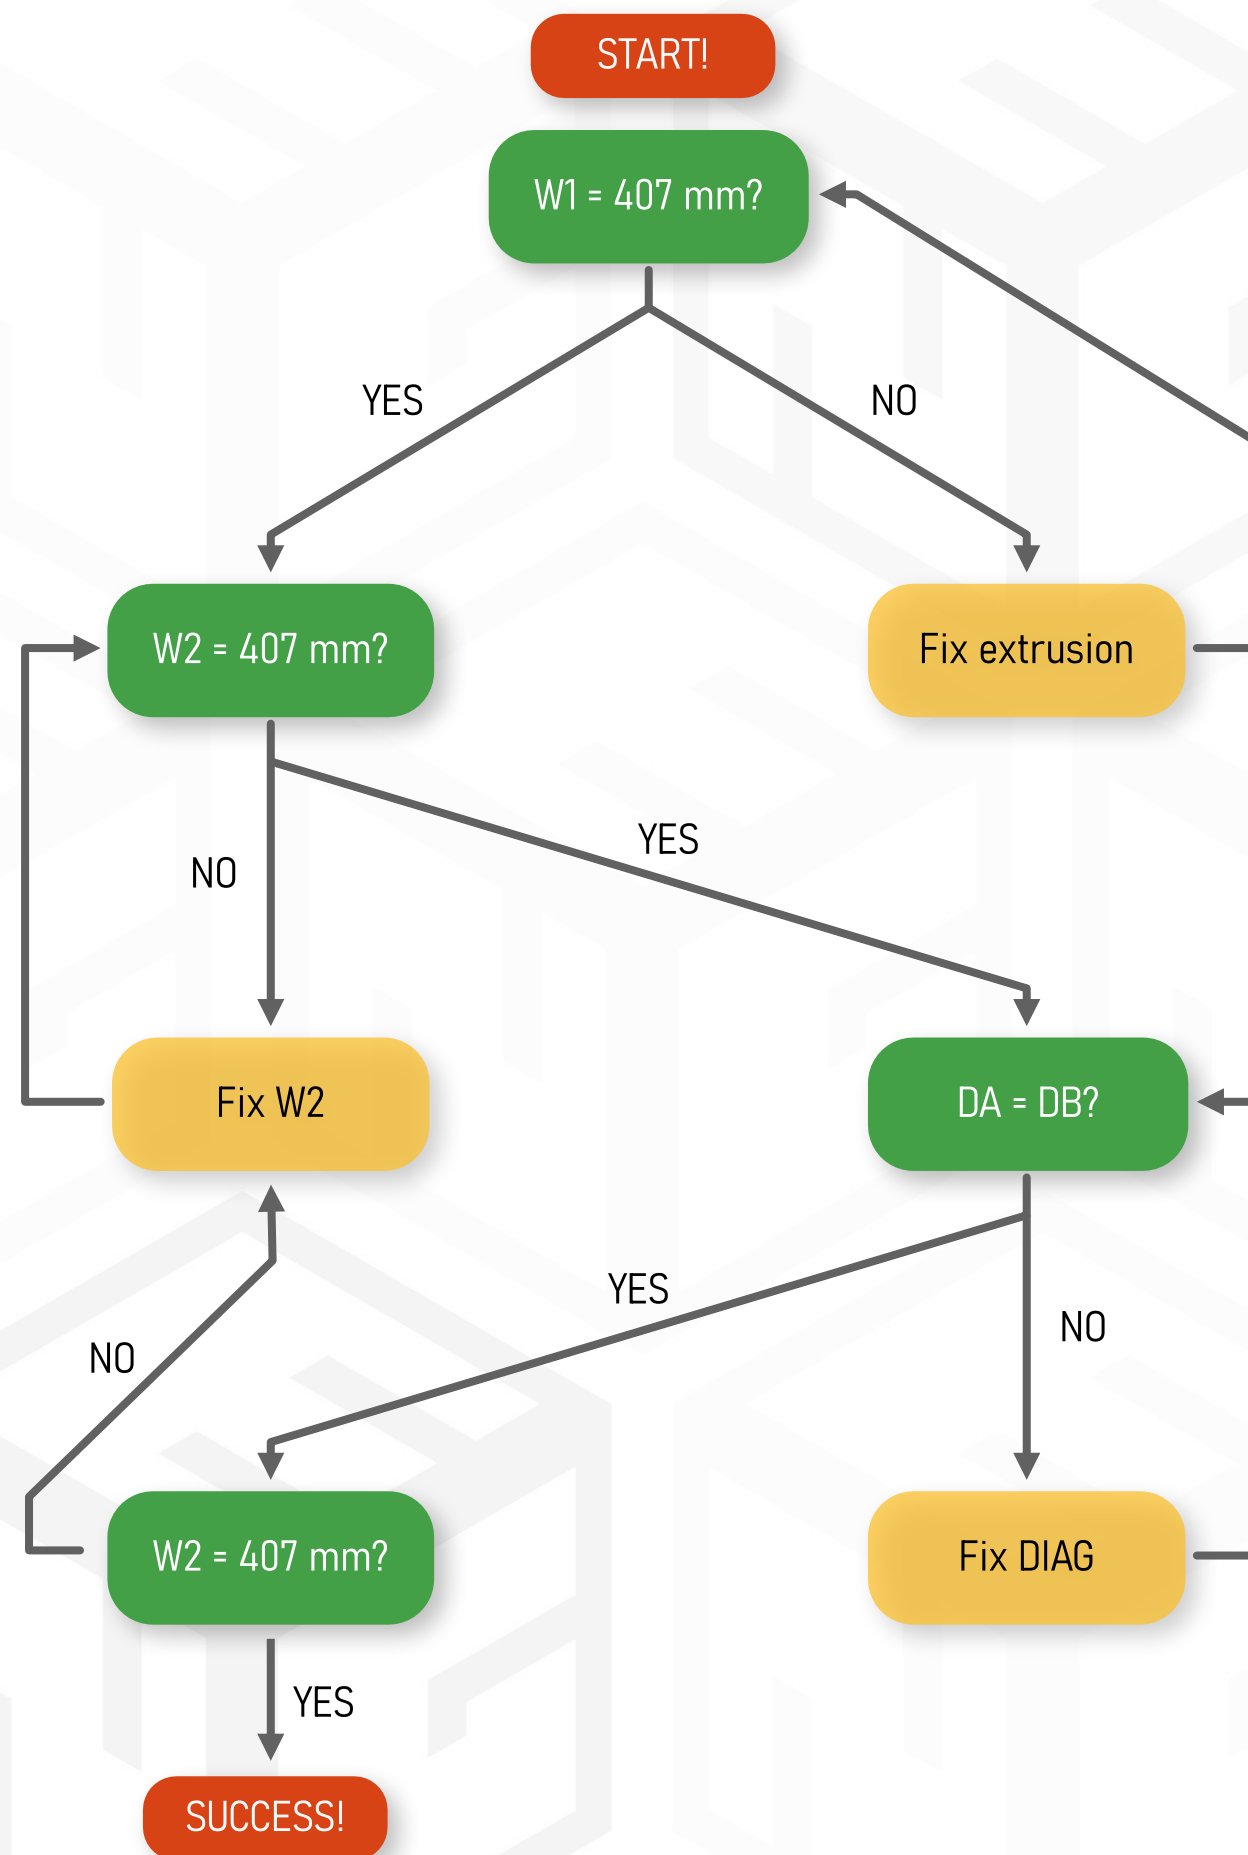 START!
W1 = 407 mm?
YES
NO
W2 = 407 mm?
Fix extrusion
YES
NO
Fix W2
DA = DB?
YES
NO
NO
W2 = 407 mm?
Fix DIAG
YES
SUCCESS!